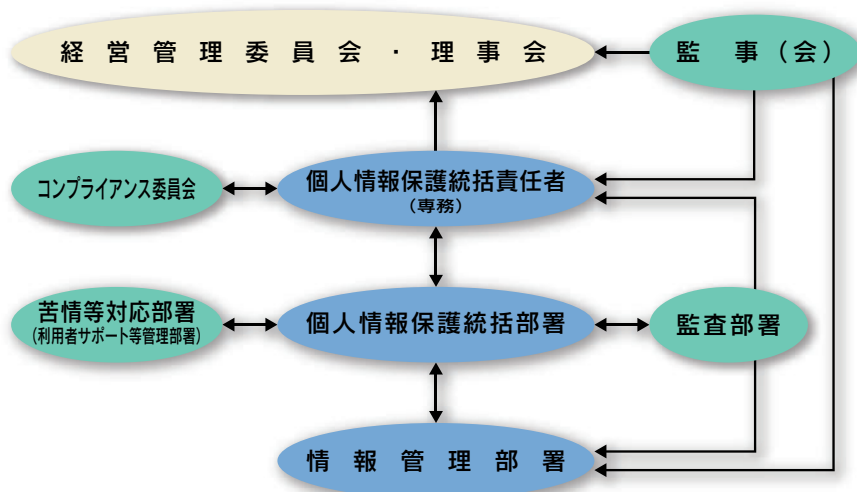 経営管理委員会・理事会
監事（会）
コンプライアンス委員会
個人情報保護統括責任者
（専務）
苦情等対応部署
（利用者サポート等管理部署）
個人情報保護統括部署
監査部署
情報管理部署